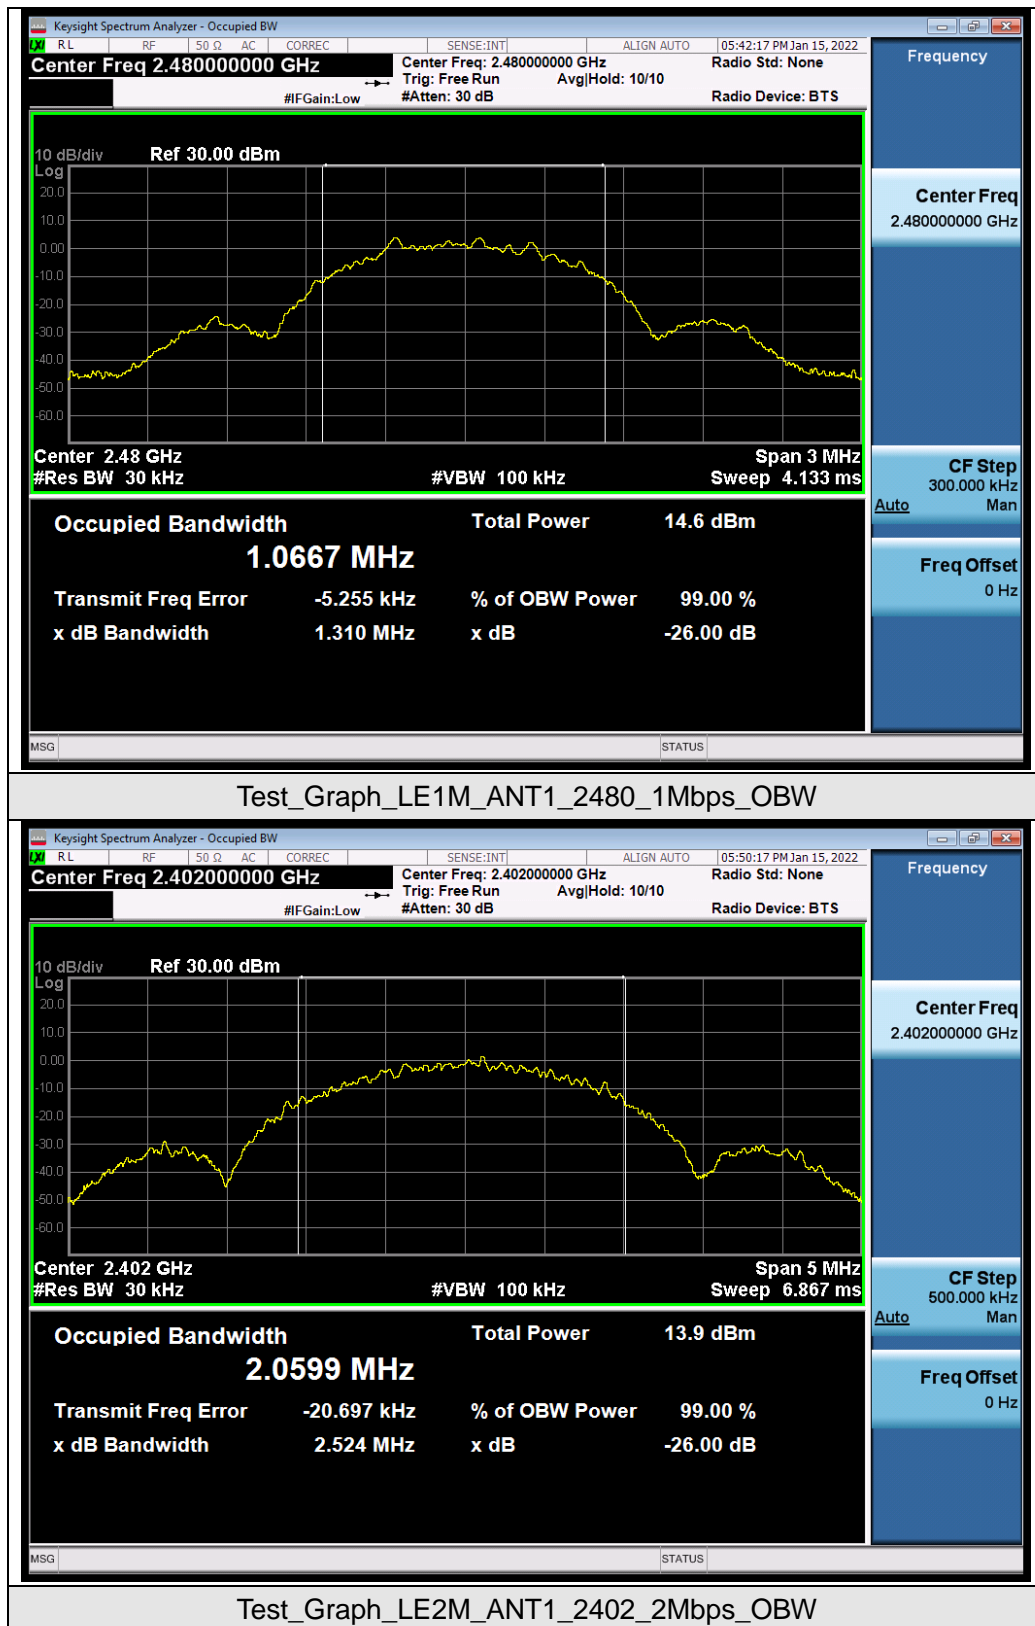 Keysight Spectrum Analyzer - Occupied BW
LXI RL RF 50 Ω AC CORREC SENSE:INT ALIGN AUTO 05:42:17 PM Jan 15, 2022
Center Freq 2.480000000 GHz
Center Freq: 2.480000000 GHz
Radio Std: None
Trig: Free Run Avg|Hold: 10/10
#IFGain:Low #Atten: 30 dB Radio Device: BTS
Frequency
10 dB/div Ref 30.00 dBm
Log
20.0
10.0
0.00
-10.0
-20.0
-30.0
-40.0
-50.0
-60.0
Center 2.48 GHz Span 3 MHz
#Res BW 30 kHz #VBW 100 kHz Sweep 4.133 ms
Center Freq
2.480000000 GHz
CF Step
300.000 kHz
Auto Man
Freq Offset
0 Hz
Occupied Bandwidth Total Power 14.6 dBm
1.0667 MHz
Transmit Freq Error -5.255 kHz % of OBW Power 99.00 %
x dB Bandwidth 1.310 MHz x dB -26.00 dB
MSG STATUS
Test_Graph_LE1M_ANT1_2480_1Mbps_OBW
Keysight Spectrum Analyzer - Occupied BW
LXI RL RF 50 Ω AC CORREC SENSE:INT ALIGN AUTO 05:50:17 PM Jan 15, 2022
Center Freq 2.402000000 GHz
Center Freq: 2.402000000 GHz
Radio Std: None
Trig: Free Run Avg|Hold: 10/10
#IFGain:Low #Atten: 30 dB Radio Device: BTS
Frequency
10 dB/div Ref 30.00 dBm
Log
20.0
10.0
0.00
-10.0
-20.0
-30.0
-40.0
-50.0
-60.0
Center 2.402 GHz Span 5 MHz
#Res BW 30 kHz #VBW 100 kHz Sweep 6.867 ms
Center Freq
2.402000000 GHz
CF Step
500.000 kHz
Auto Man
Freq Offset
0 Hz
Occupied Bandwidth Total Power 13.9 dBm
2.0599 MHz
Transmit Freq Error -20.697 kHz % of OBW Power 99.00 %
x dB Bandwidth 2.524 MHz x dB -26.00 dB
MSG STATUS
Test_Graph_LE2M_ANT1_2402_2Mbps_OBW